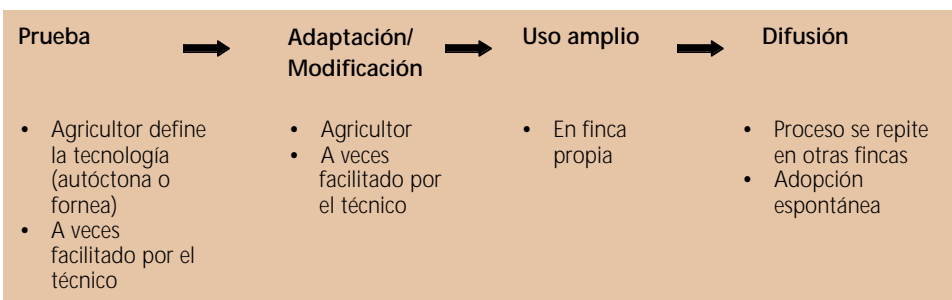 Prueba
Adaptación/
Modificación
Uso amplio
Difusión
• Agricultor define
la tecnología
(autóctona o
fornea)
• A veces
facilitado por el
técnico
• Agricultor
• A veces
facilitado por
el técnico
• En finca
propia
• Proceso se repite
en otras fincas
• Adopción
espontánea